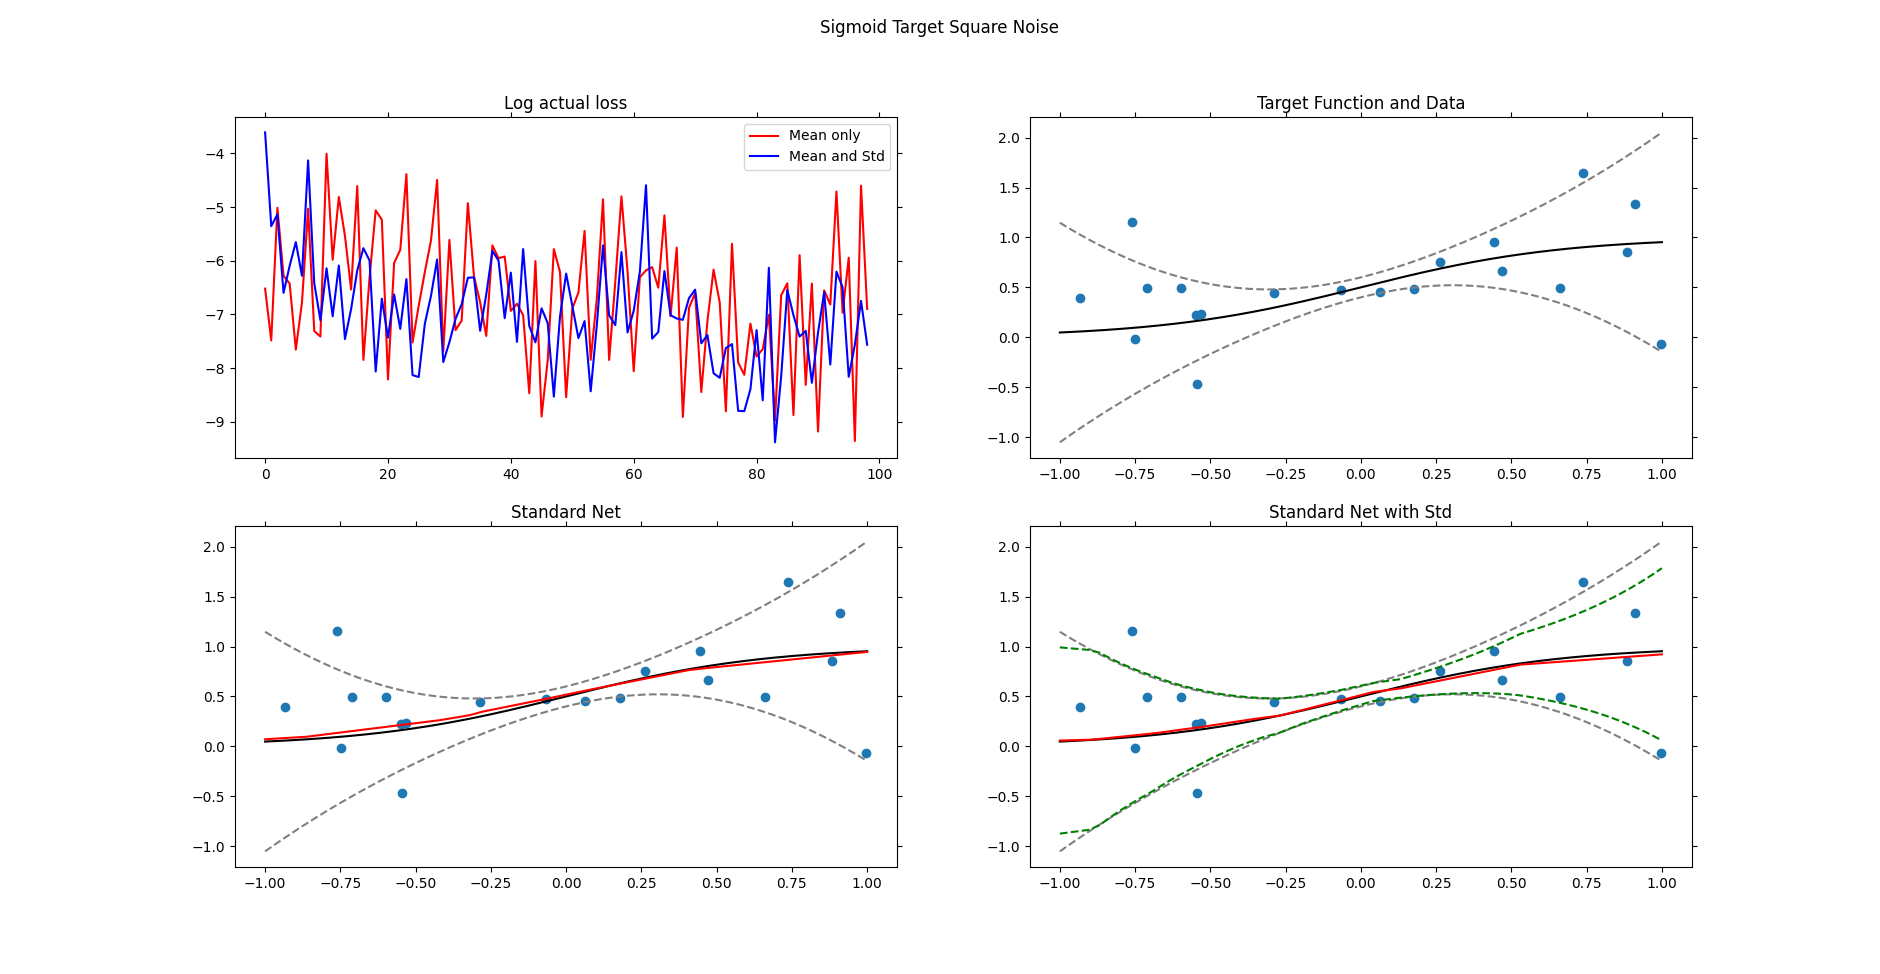 Sigmoid Target Square Noise
Log actual loss
Mean only
Mean and Std
−4
−5
−6
−7
−8
−9
0 20 40 60 80 100
Target Function and Data
2.0
1.5
1.0
0.5
0.0
−0.5
−1.0
−1.00 −0.75 −0.50 −0.25 0.00 0.25 0.50 0.75 1.00
Standard Net
2.0
1.5
1.0
0.5
0.0
−0.5
−1.0
−1.00 −0.75 −0.50 −0.25 0.00 0.25 0.50 0.75 1.00
Standard Net with Std
2.0
1.5
1.0
0.5
0.0
−0.5
−1.0
−1.00 −0.75 −0.50 −0.25 0.00 0.25 0.50 0.75 1.00